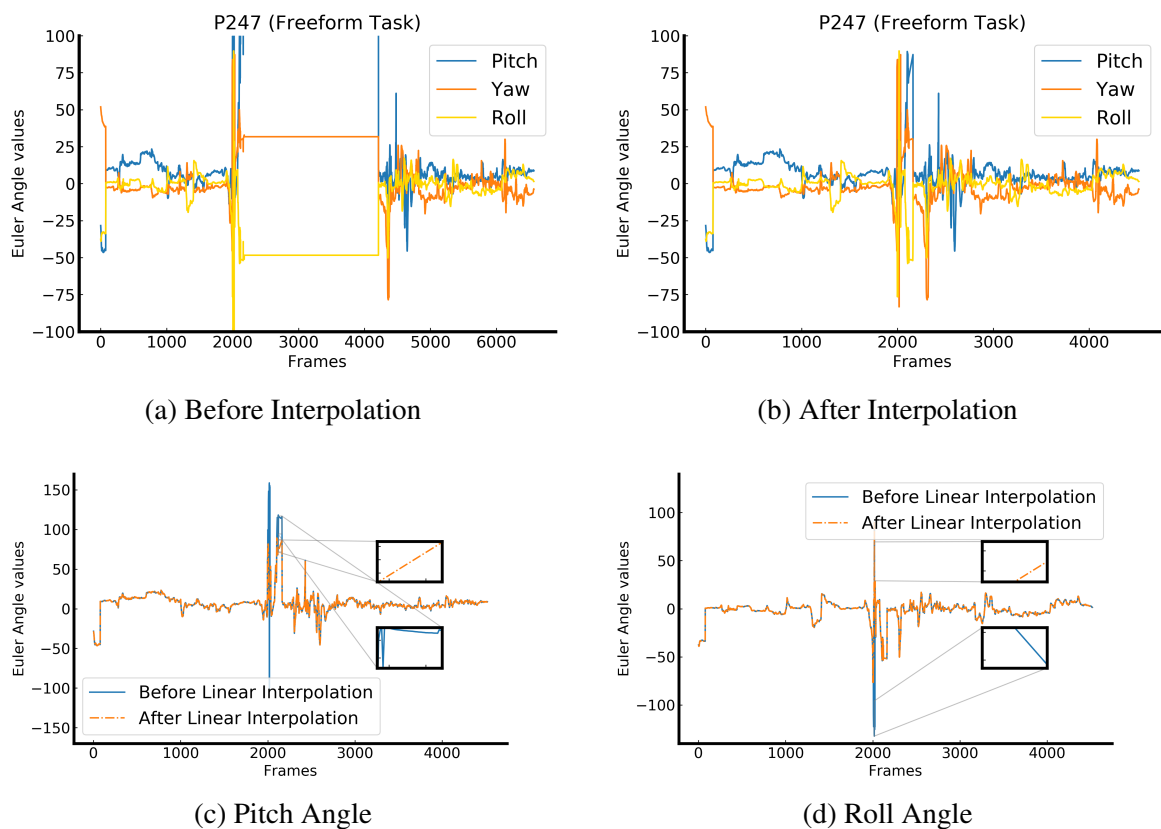 P247 (Freeform Task)
100
75
50
25
0
−25
−50
−75
−100
Euler Angle values
Pitch
Yaw
Roll
0 1000 2000 3000 4000 5000 6000
Frames
(a) Before Interpolation
P247 (Freeform Task)
100
75
50
25
0
−25
−50
−75
−100
Euler Angle values
Pitch
Yaw
Roll
0 1000 2000 3000 4000
Frames
(b) After Interpolation
150
100
50
0
−50
−100
−150
Euler Angle values
Before Linear Interpolation
After Linear Interpolation
0 1000 2000 3000 4000
Frames
(c) Pitch Angle
100
50
0
−50
−100
Euler Angle values
Before Linear Interpolation
After Linear Interpolation
0 1000 2000 3000 4000
Frames
(d) Roll Angle